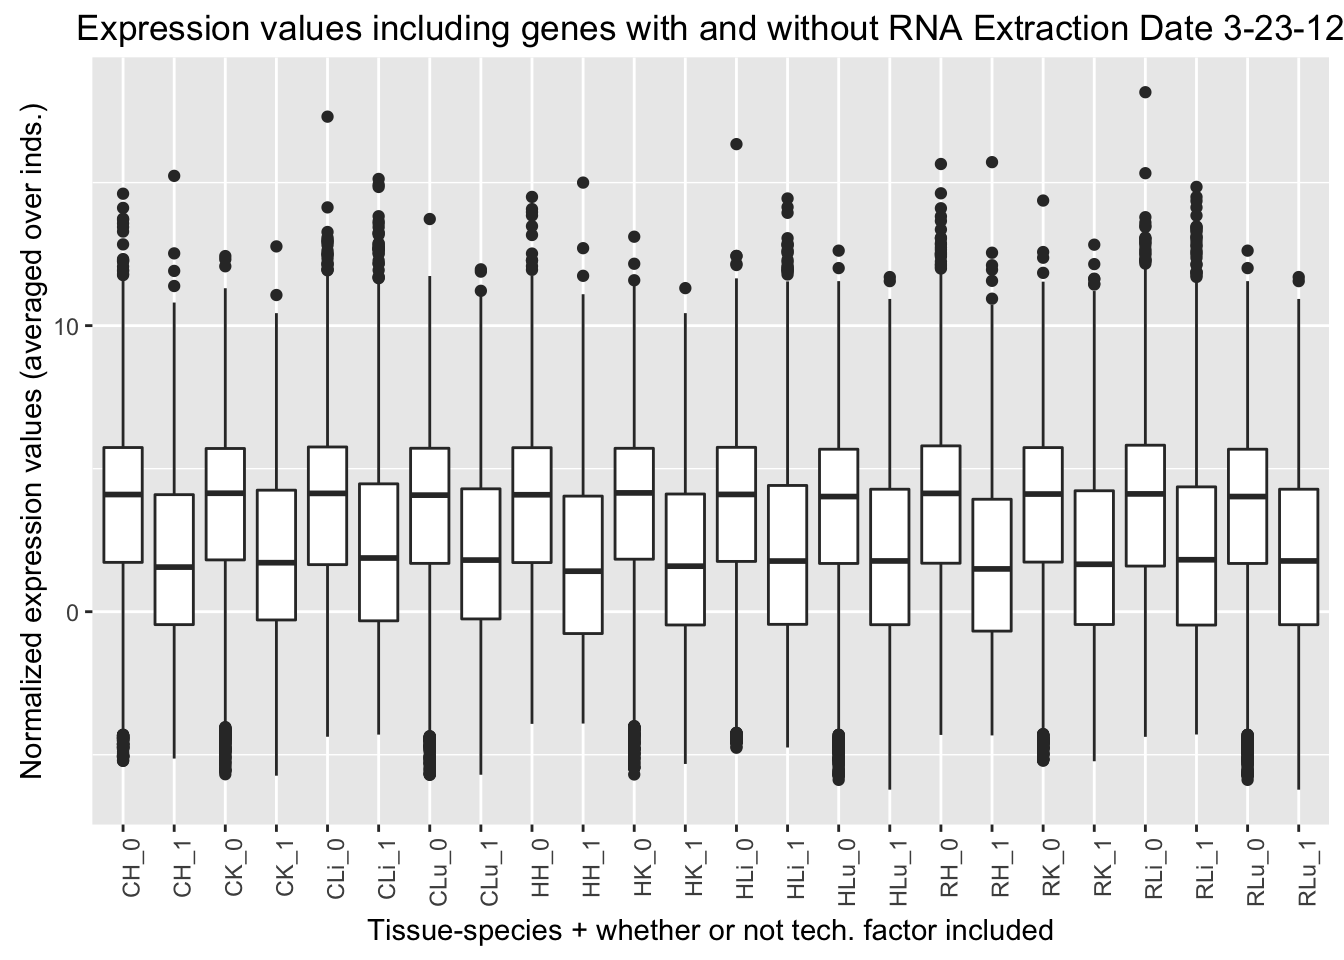 Expression values including genes with and without RNA Extraction Date 3-23-12
Normalized expression values (averaged over inds.)
10
0
CH_0
CH_1
CK_0
CK_1
CLi_0
CLi_1
CLu_0
CLu_1
HH_0
HH_1
HK_0
HK_1
HLi_0
HLi_1
HLu_0
HLu_1
RH_0
RH_1
RK_0
RK_1
RLi_0
RLi_1
RLu_0
RLu_1
Tissue-species + whether or not tech. factor included